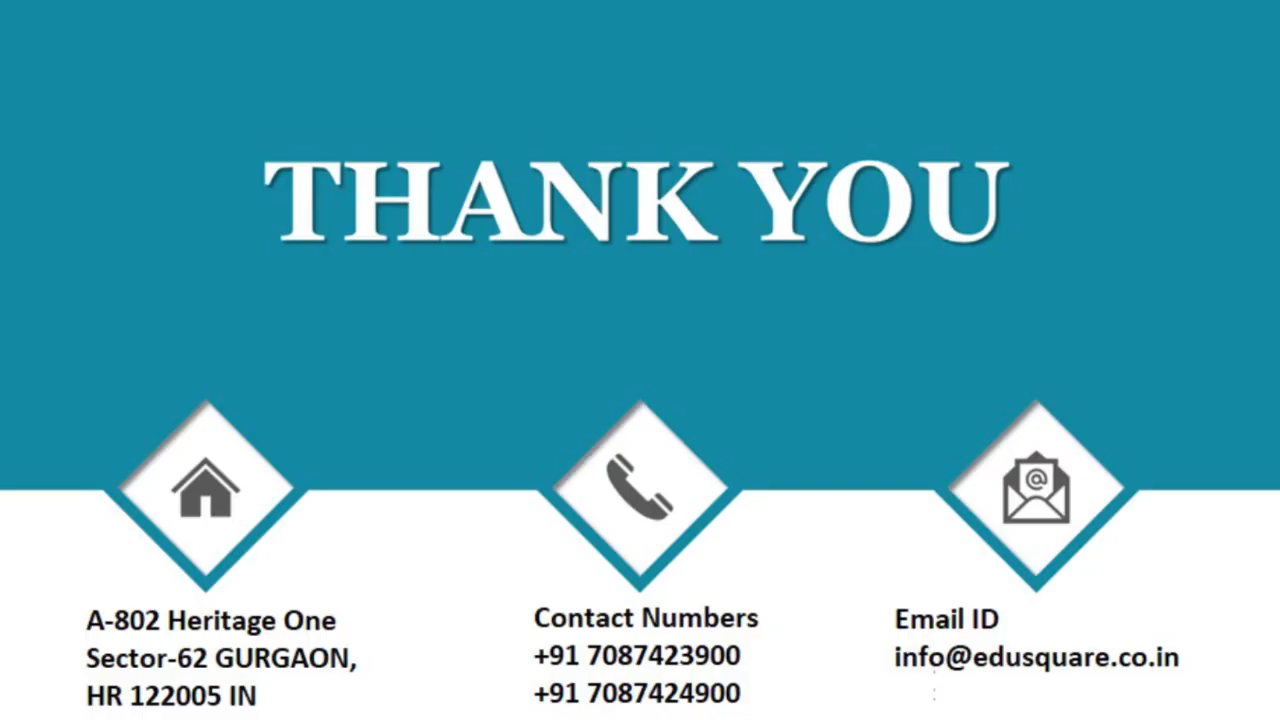 THANK YOU
A-802 Heritage One
Sector-62 GURGAON,
HR 122005 IN
Contact Numbers
+91 7087423900
+91 7087424900
Email ID
info@edusquare.co.in